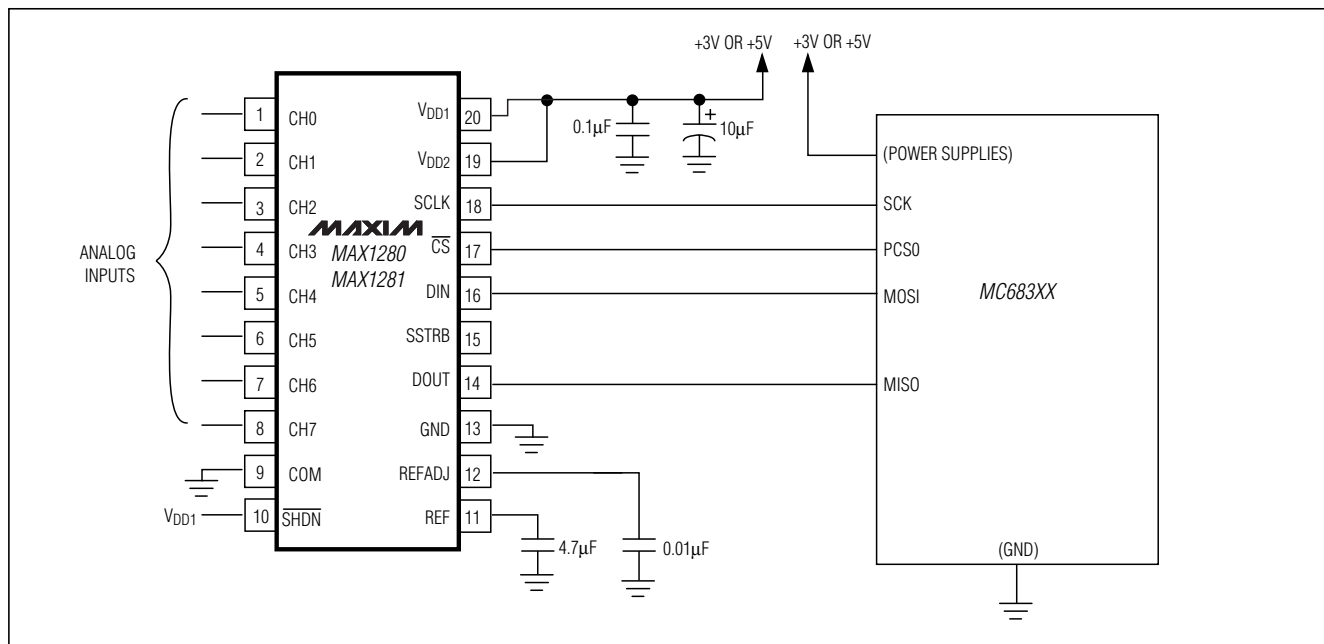 +3V OR +5V
+3V OR +5V
1 CH0
2 CH1
3 CH2
4 CH3
5 CH4
6 CH5
7 CH6
8 CH7
9 COM
VDD1 10 SHDN
ANALOG
INPUTS
MAXIM
MAX1280
MAX1281
VDD1 20
VDD2 19
SCLK 18
CS 17
DIN 16
SSTRB 15
DOUT 14
GND 13
REFADJ 12
REF 11
0.1µF
+
10µF
4.7µF
0.01µF
(POWER SUPPLIES)
SCK
PCS0
MOSI
MC683XX
MISO
(GND)